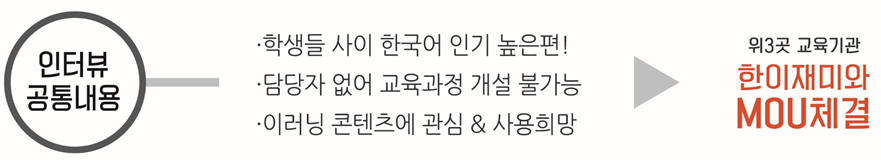 인터뷰
공통내용
·학생들 사이 한국어 인기 높은편!
·담당자 없어 교육과정 개설 불가능
·이러닝 콘텐츠에 관심 & 사용희망
위3곳 교육기관
한이재미와
MOU체결